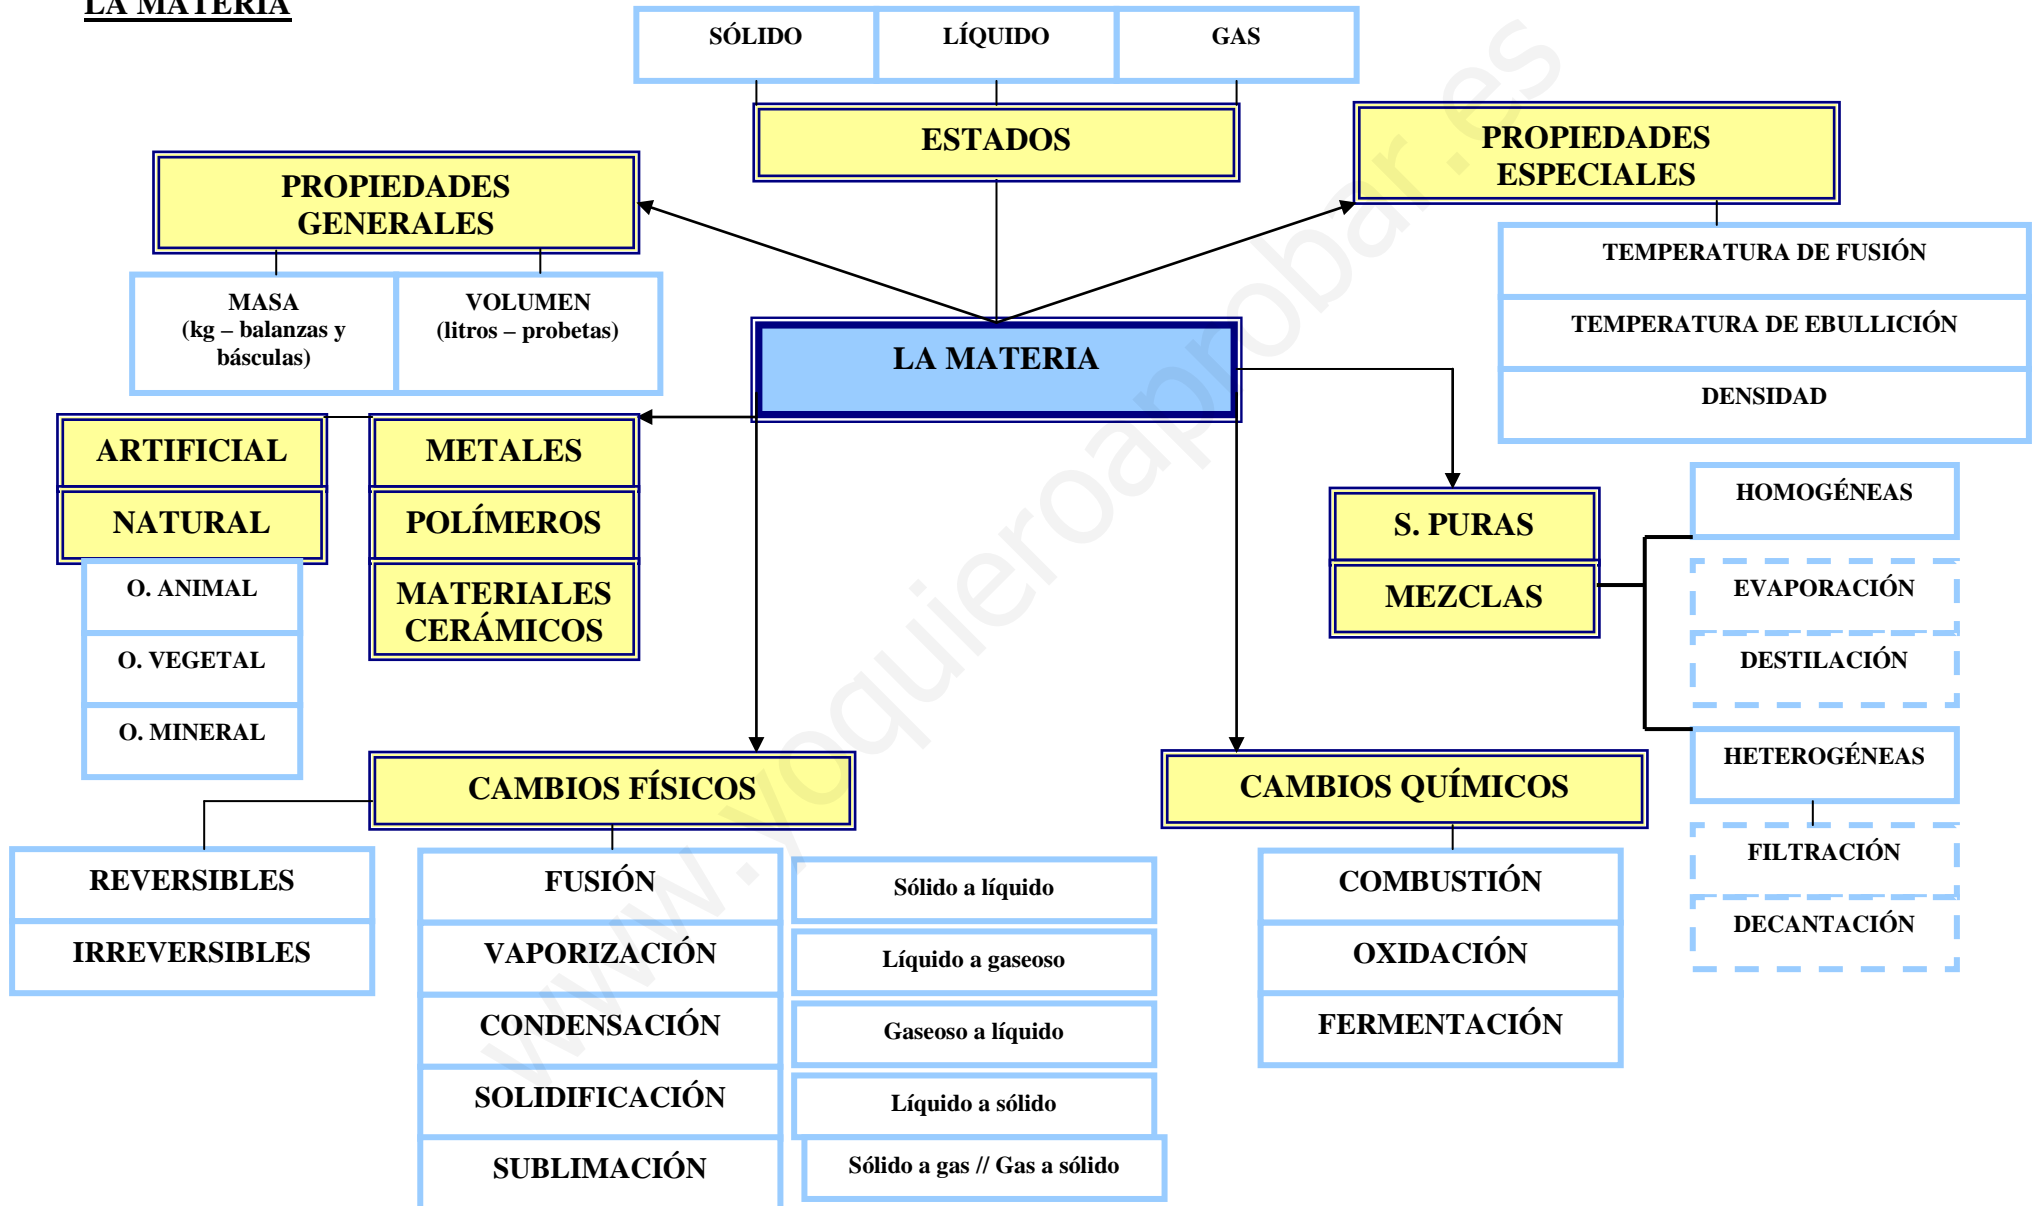 LA MATERIA
SÓLIDO
LÍQUIDO
GAS
ESTADOS
PROPIEDADES
ESPECIALES
PROPIEDADES
GENERALES
TEMPERATURA DE FUSIÓN
TEMPERATURA DE EBULLICIÓN
DENSIDAD
MASA
(kg – balanzas y
básculas)
VOLUMEN
(litros – probetas)
LA MATERIA
ARTIFICIAL
NATURAL
O. ANIMAL
O. VEGETAL
O. MINERAL
METALES
POLÍMEROS
MATERIALES
CERÁMICOS
S. PURAS
MEZCLAS
HOMOGÉNEAS
EVAPORACIÓN
DESTILACIÓN
HETEROGÉNEAS
FILTRACIÓN
DECANTACIÓN
CAMBIOS FÍSICOS
CAMBIOS QUÍMICOS
REVERSIBLES
IRREVERSIBLES
FUSIÓN
Sólido a líquido
VAPORIZACIÓN
Líquido a gaseoso
CONDENSACIÓN
Gaseoso a líquido
SOLIDIFICACIÓN
Líquido a sólido
SUBLIMACIÓN
Sólido a gas // Gas a sólido
COMBUSTIÓN
OXIDACIÓN
FERMENTACIÓN
www.yoquieroaprobar.es